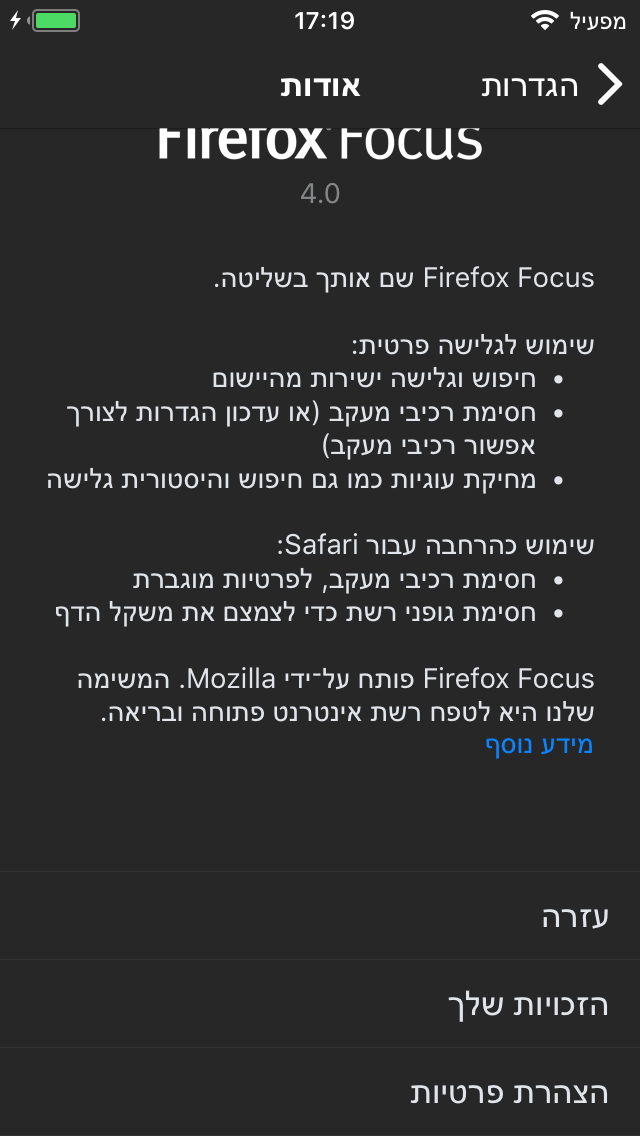 מפעיל 17:19
הגדרות
אודות
Firefox Focus
4.0
Firefox Focus שם אותך בשליטה.
שימוש לגלישה פרטית:
• חיפוש וגלישה ישירות מהיישום
• חסימת רכיבי מעקב (או עדכון הגדרות לצורך
אפשור רכיבי מעקב)
• מחיקת עוגיות כמו גם חיפוש והיסטורית גלישה
שימוש כהרחבה עבור Safari:
• חסימת רכיבי מעקב, לפרטיות מוגברת
• חסימת גופני רשת כדי לצמצם את משקל הדף
Firefox Focus פותח על־ידי Mozilla. המשימה
שלנו היא לטפח רשת אינטרנט פתוחה ובריאה.
מידע נוסף
עזרה
הזכויות שלך
הצהרת פרטיות